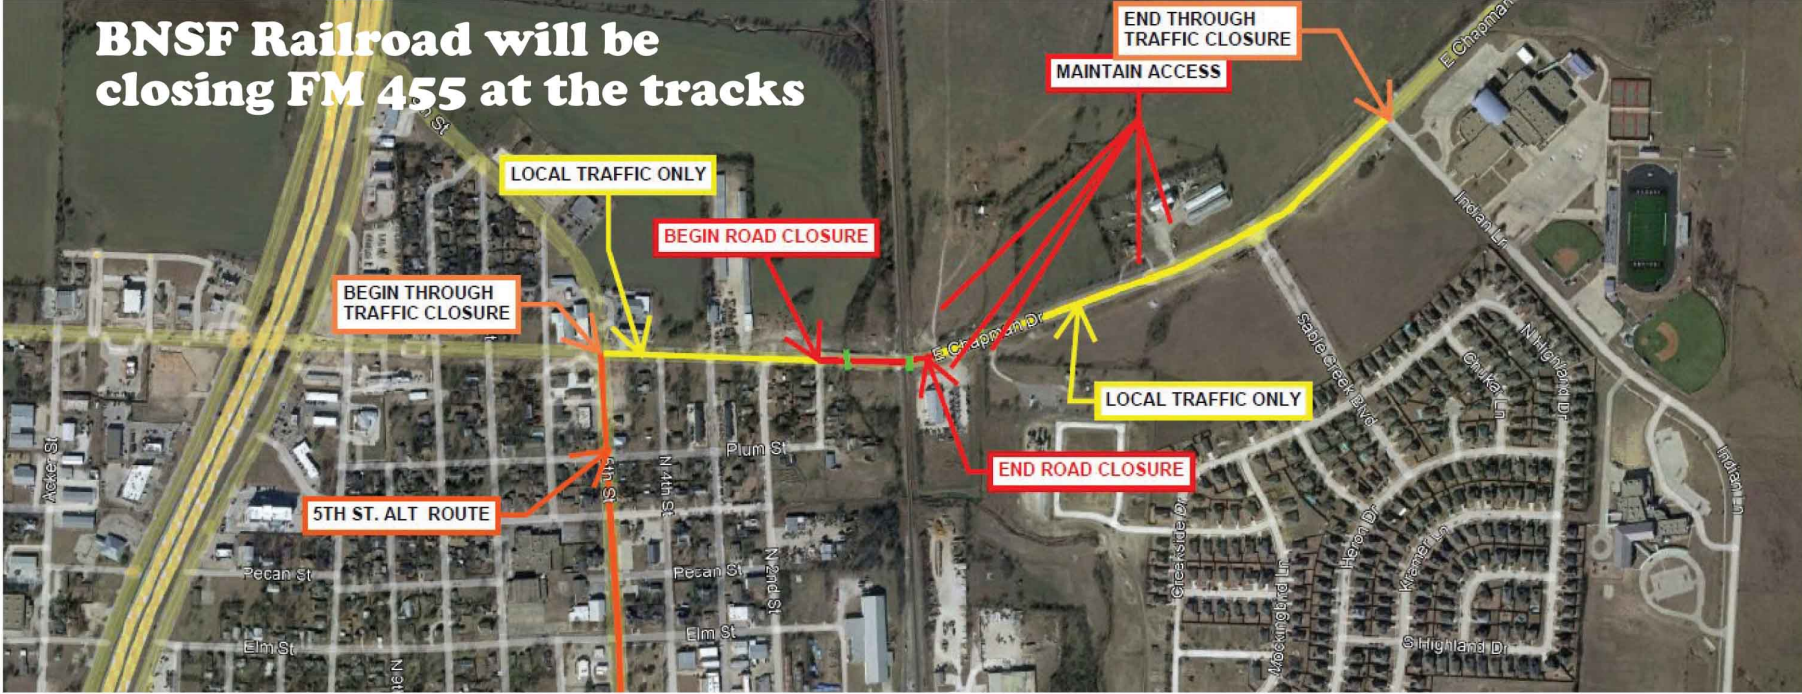 BNSF Railroad will be
closing FM 455 at the tracks
END THROUGH
TRAFFIC CLOSURE
MAINTAIN ACCESS
E Chapman
LOCAL TRAFFIC ONLY
BEGIN ROAD CLOSURE
BEGIN THROUGH
TRAFFIC CLOSURE
E Chapman Dr
Indian Ln
Sable Creek Blvd
N Highland Dr
Chukar Ln
LOCAL TRAFFIC ONLY
END ROAD CLOSURE
5TH ST. ALT ROUTE
Acker St
Plum St
5th St
N 4th St
Pecan St
Pecan St
N 2nd St
Elm St
Elm St
Creekside Dr
Mockingbird Ln
Heron Dr
Kramer Ln
S Highland Dr
Indian Ln